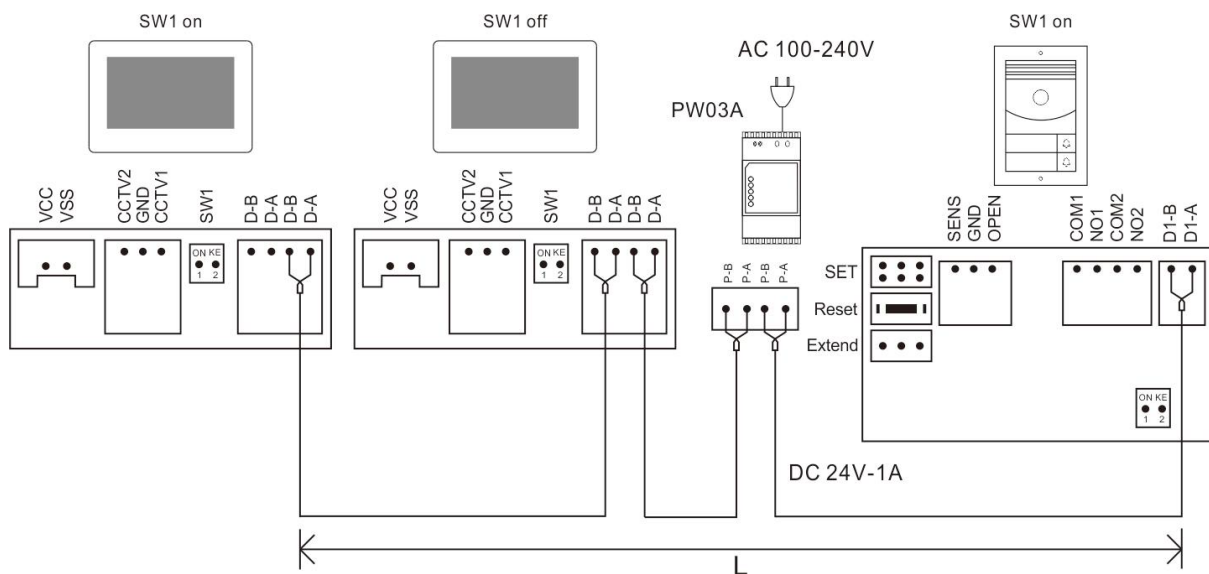 SW1 on
SW1 off
SW1 on
AC 100-240V
PW03A
VCC
VSS
CCTV2
GND
CCTV1
SW1
D-B
D-A
D-B
D-A
VCC
VSS
CCTV2
GND
CCTV1
SW1
D-B
D-A
D-B
D-A
SENS
GND
OPEN
COM1
NO1
COM2
NO2
D1-B
D1-A
ON KE
1 2
ON KE
1 2
P-B
P-A
P-B
P-A
SET
Reset
Extend
ON KE
1 2
DC 24V-1A
L